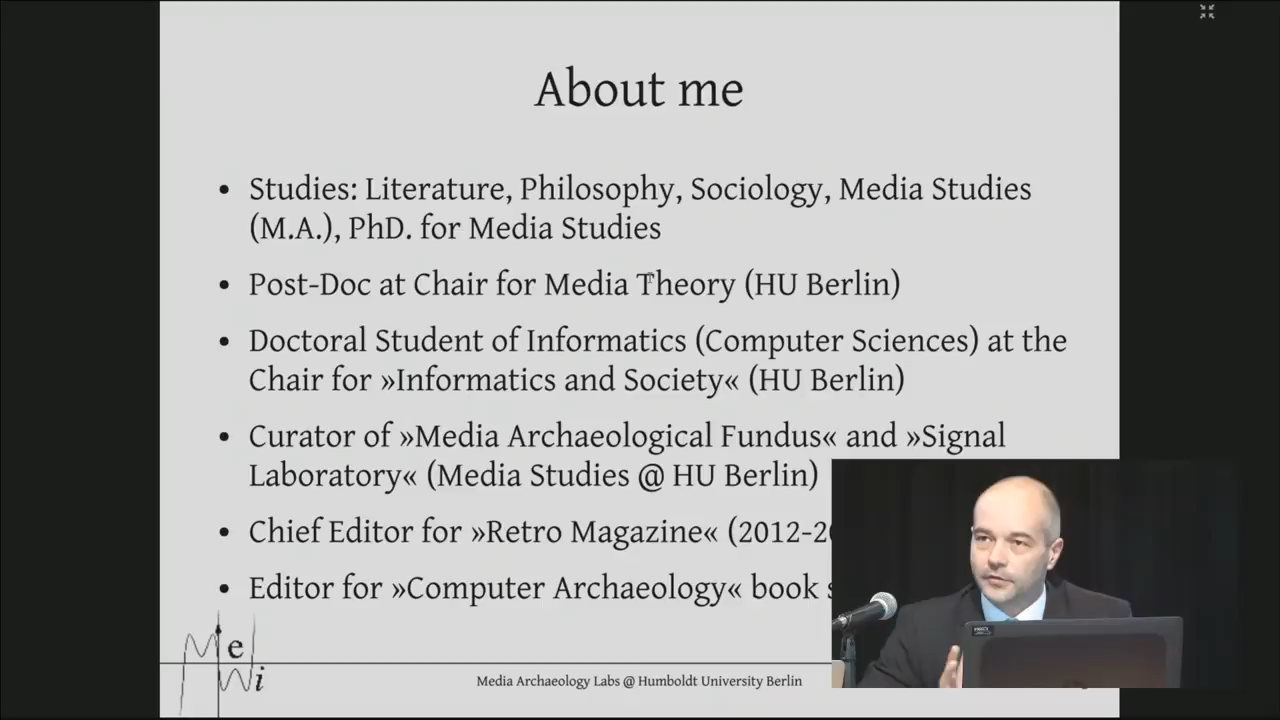 About me
• Studies: Literature, Philosophy, Sociology, Media Studies
(M.A.), PhD. for Media Studies
• Post-Doc at Chair for Media Theory (HU Berlin)
• Doctoral Student of Informatics (Computer Sciences) at the
Chair for »Informatics and Society« (HU Berlin)
• Curator of »Media Archaeological Fundus« and »Signal
Laboratory« (Media Studies @ HU Berlin)
• Chief Editor for »Retro Magazine« (2012-2
• Editor for »Computer Archaeology« book
Me
i
Media Archaeology Labs @ Humboldt University Berlin